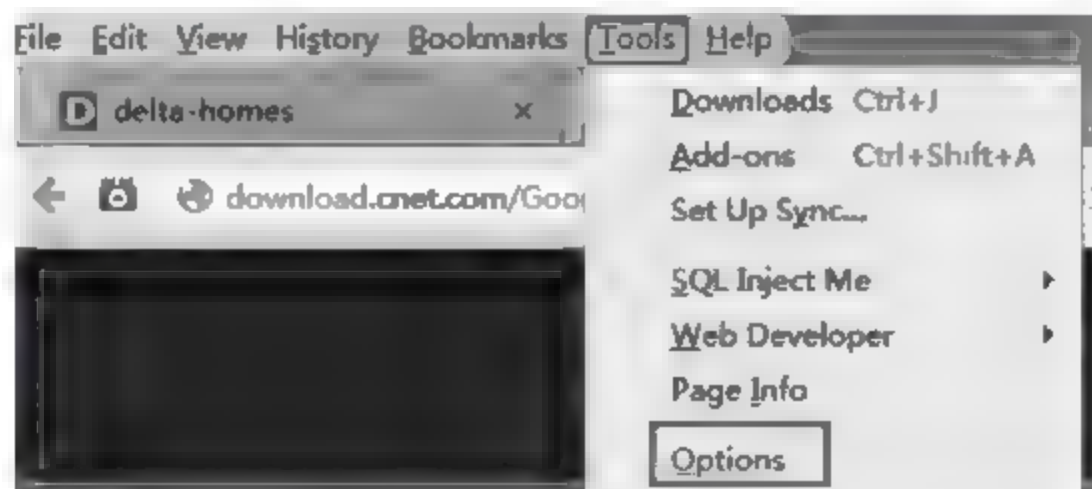 File Edit View History Bookmarks Tools Help
delta-homes ×
download.cnet.com/Goo
Downloads Ctrl+J
Add-ons Ctrl+Shift+A
Set Up Sync...
SQL Inject Me
Web Developer
Page Info
Options